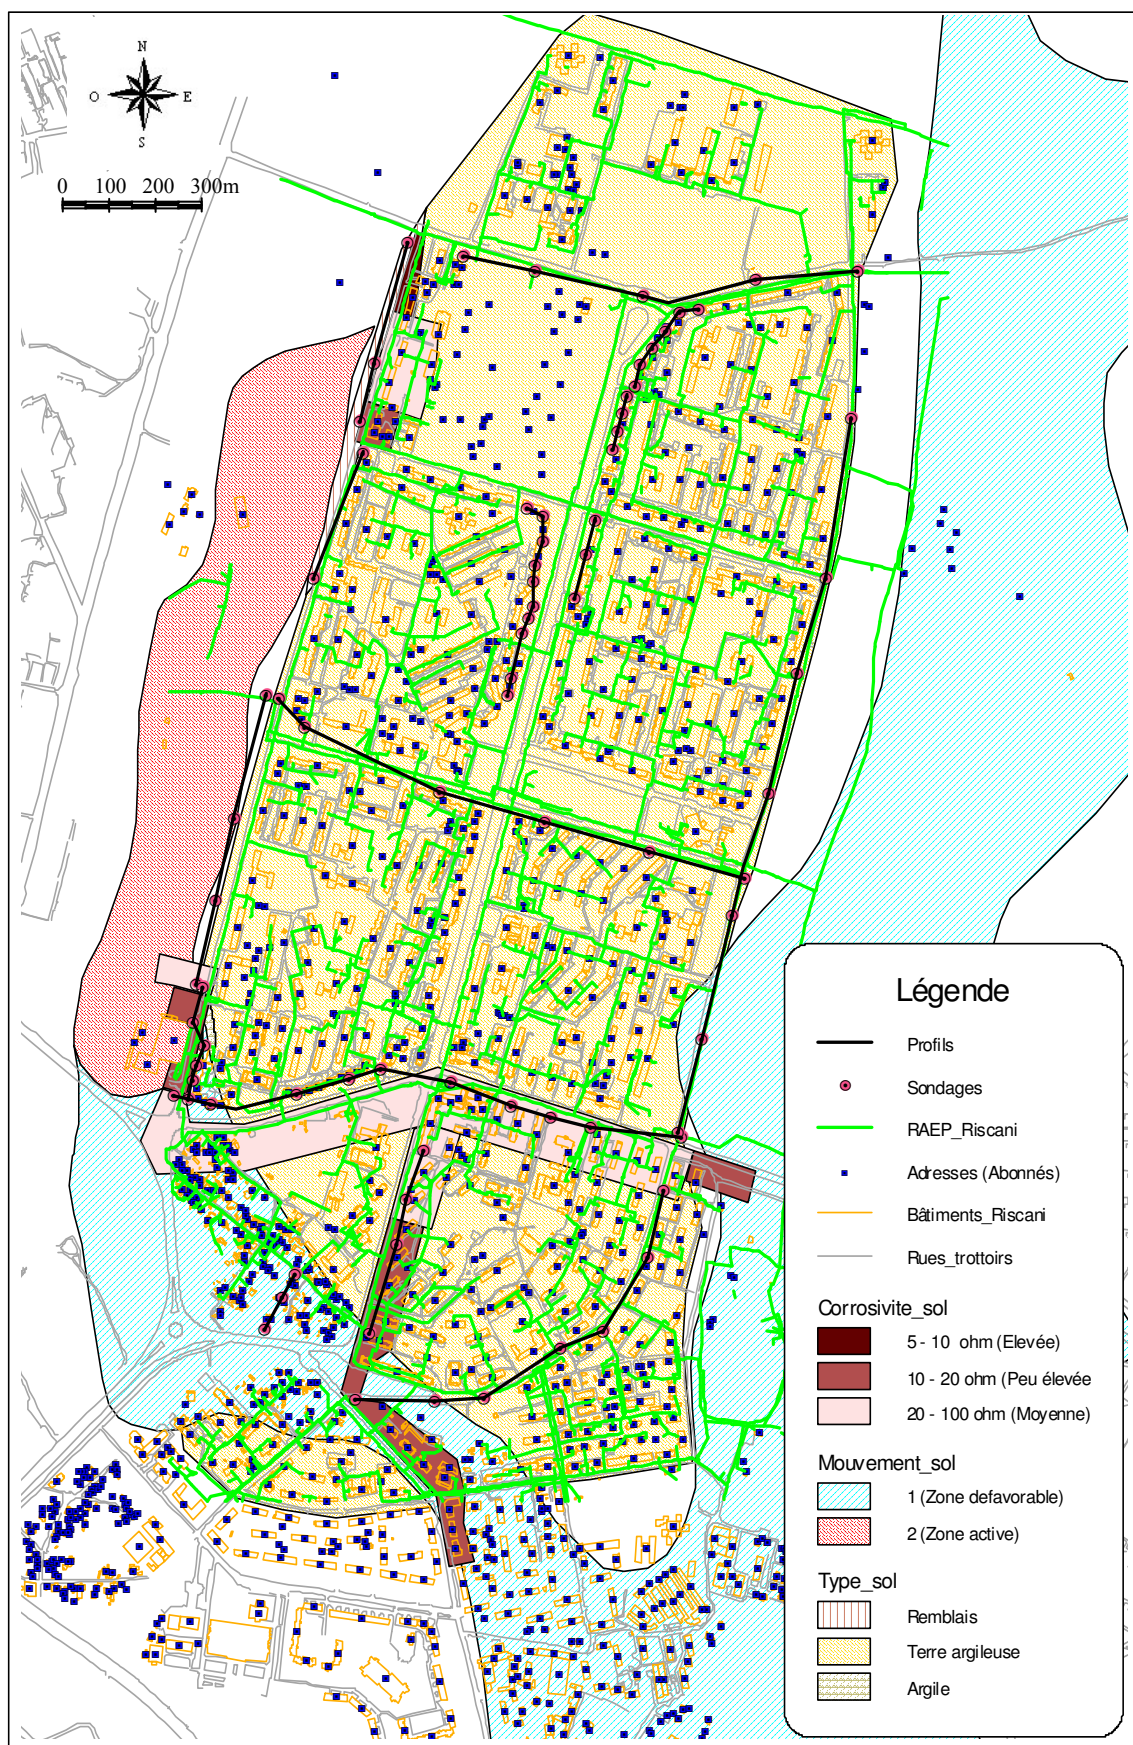 N
O E
S
0 100 200 300m
Légende
Profils
Sondages
RAEP_Riscani
Adresses (Abonnés)
Bâtiments_Riscani
Rues_trottoirs
Corrosivite_sol
5 - 10 ohm (Elevée)
10 - 20 ohm (Peu élevée
20 - 100 ohm (Moyenne)
Mouvement_sol
1 (Zone defavorable)
2 (Zone active)
Type_sol
Remblais
Terre argileuse
Argile